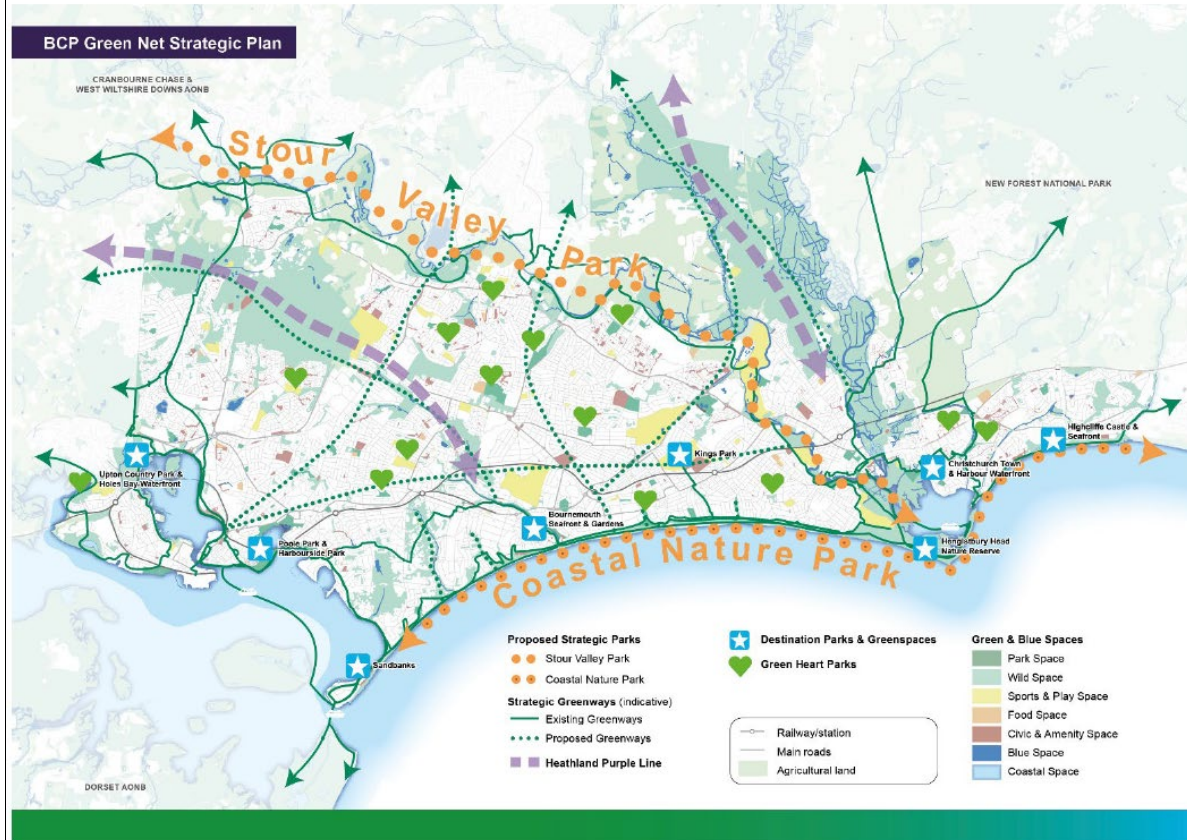 BCP Green Net Strategic Plan
CRANBOURNE CHASE &
WEST WILTSHIRE DOWNS AONB
NEW FOREST NATIONAL PARK
Stour Valley Park
Upton Country Park &
Holes Bay Waterfront
Poole Park &
Harbourside Park
Sandbanks
Bournemouth
Seafront & Gardens
Kings Park
Christchurch Town
& Harbour Waterfront
Highcliffe Castle &
Seafront
Hengistbury Head
Nature Reserve
Coastal Nature Park
DORSET AONB
Proposed Strategic Parks
Stour Valley Park
Coastal Nature Park
Strategic Greenways (indicative)
Existing Greenways
Proposed Greenways
Heathland Purple Line
Destination Parks & Greenspaces
Green Heart Parks
Railway/station
Main roads
Agricultural land
Green & Blue Spaces
Park Space
Wild Space
Sports & Play Space
Food Space
Civic & Amenity Space
Blue Space
Coastal Space